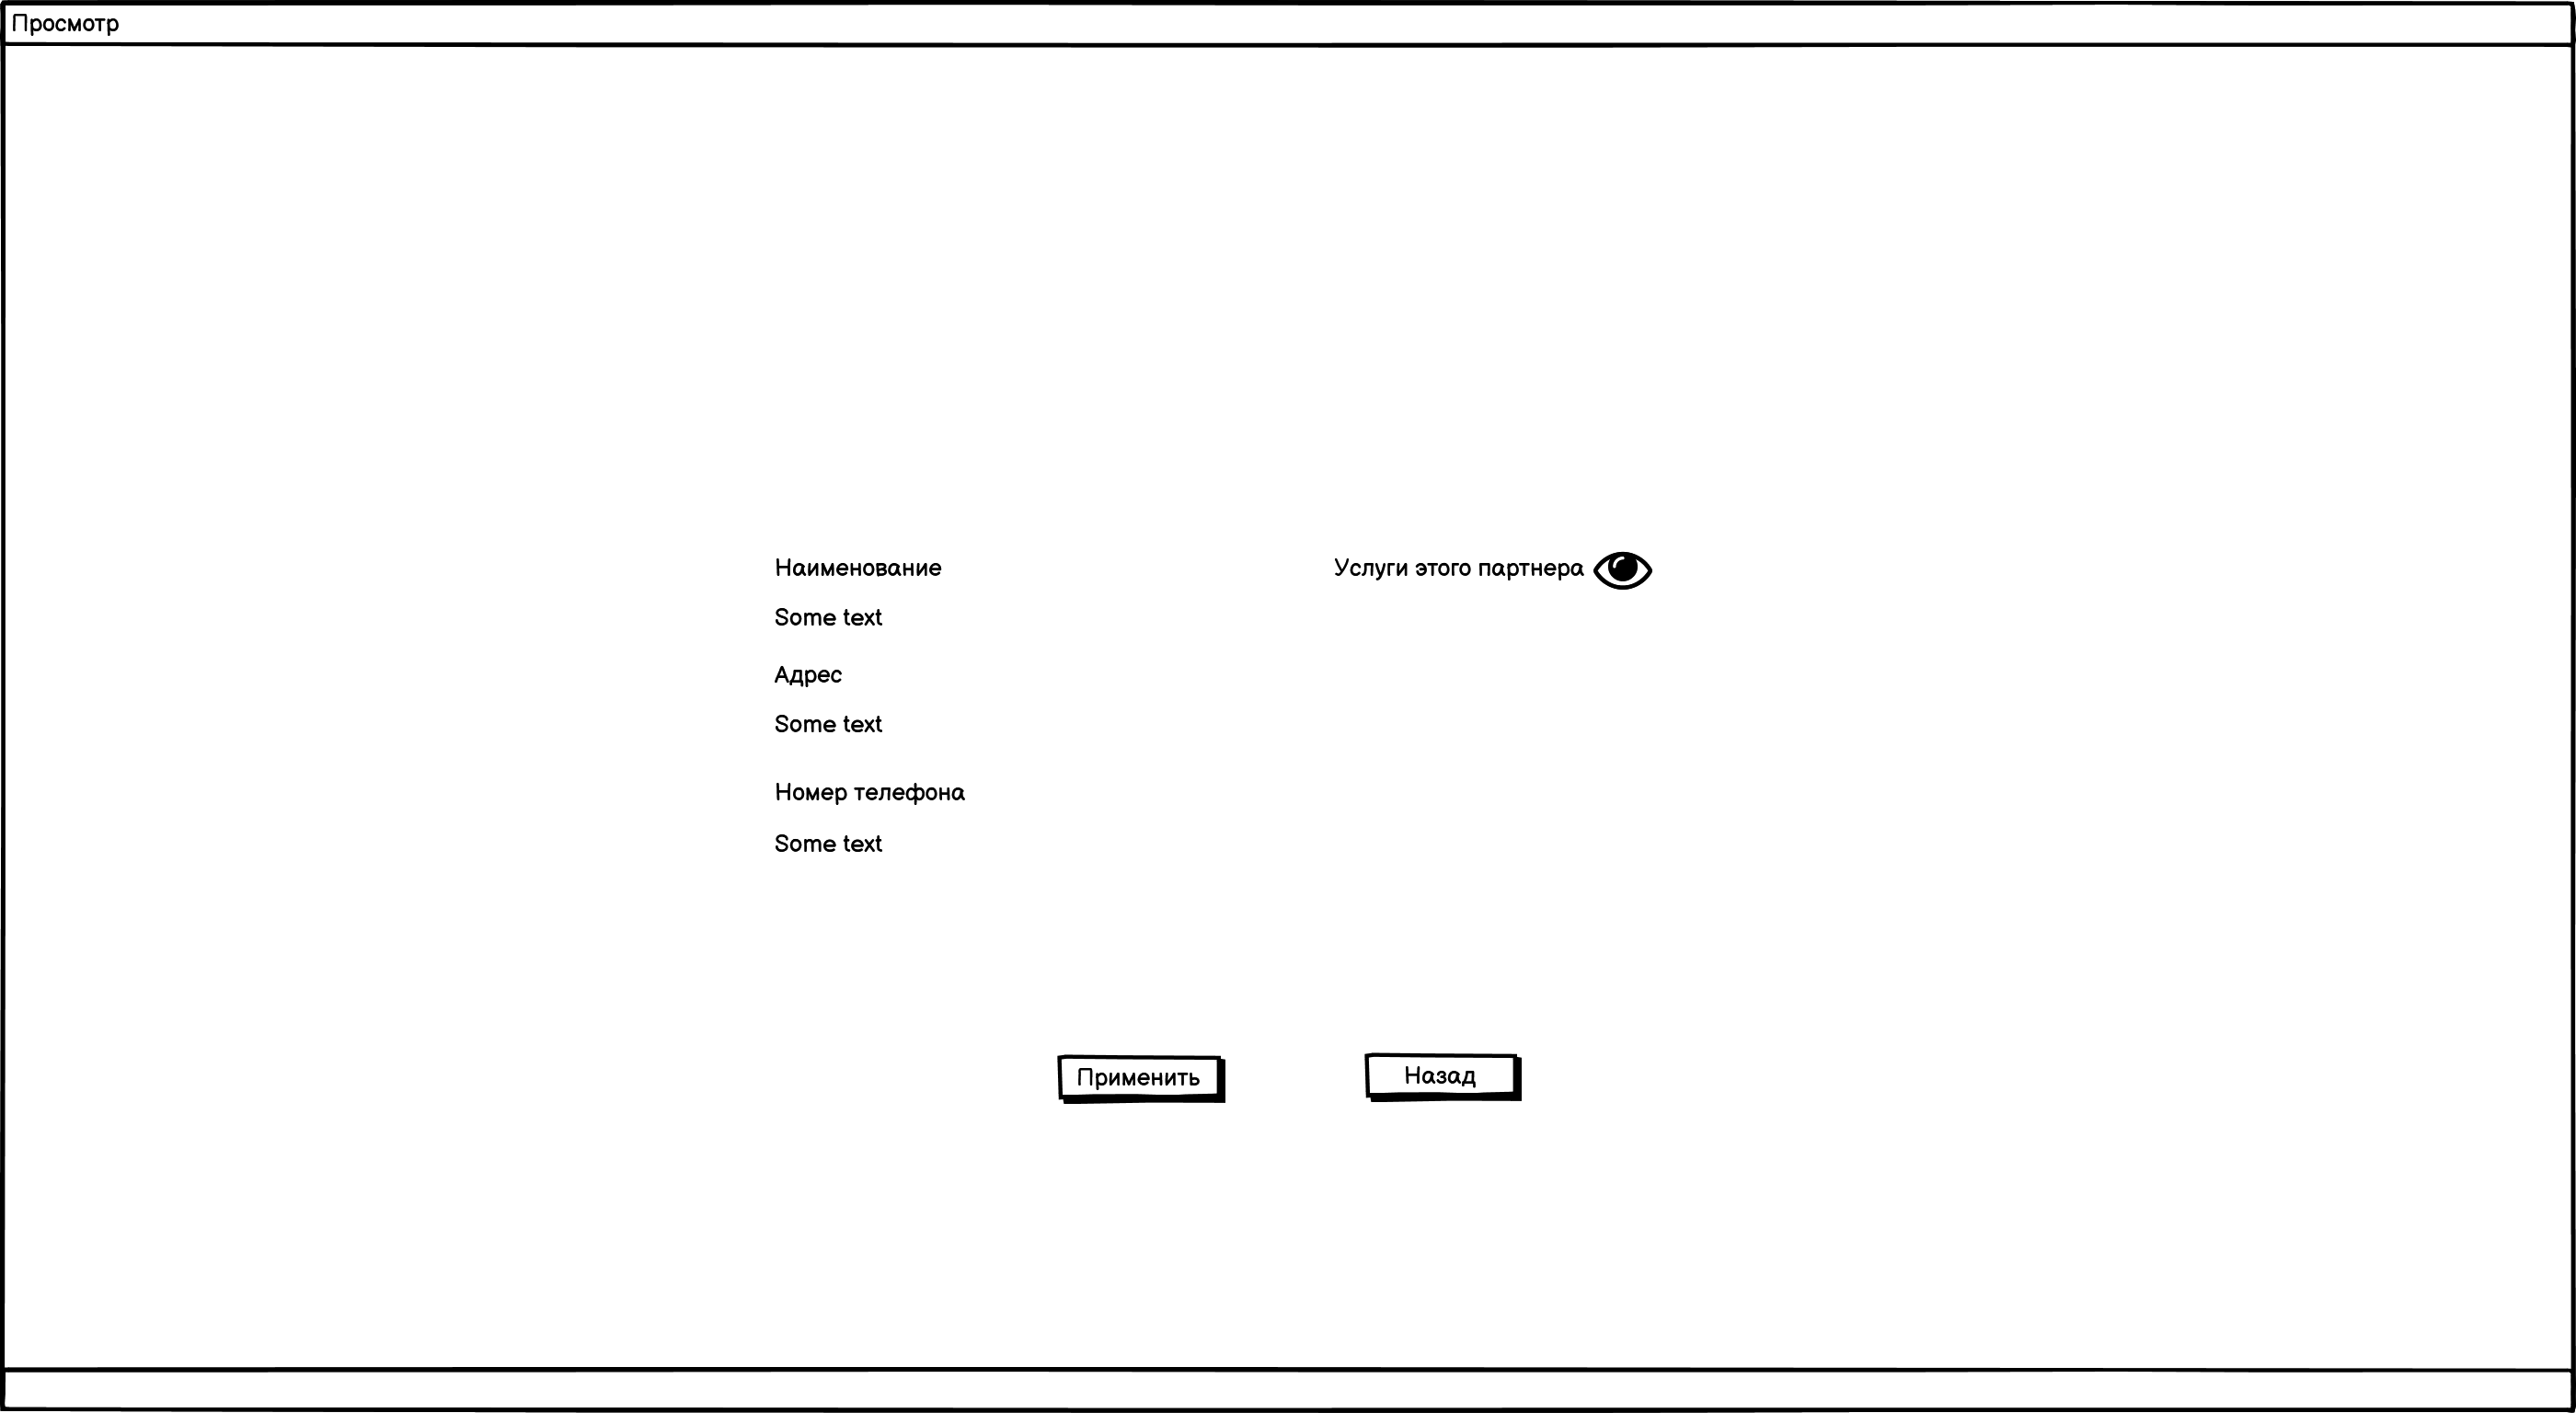 Просмотр
Наименование
Услуги этого партнера
Some text
Адрес
Some text
Номер телефона
Some text
Применить
Назад